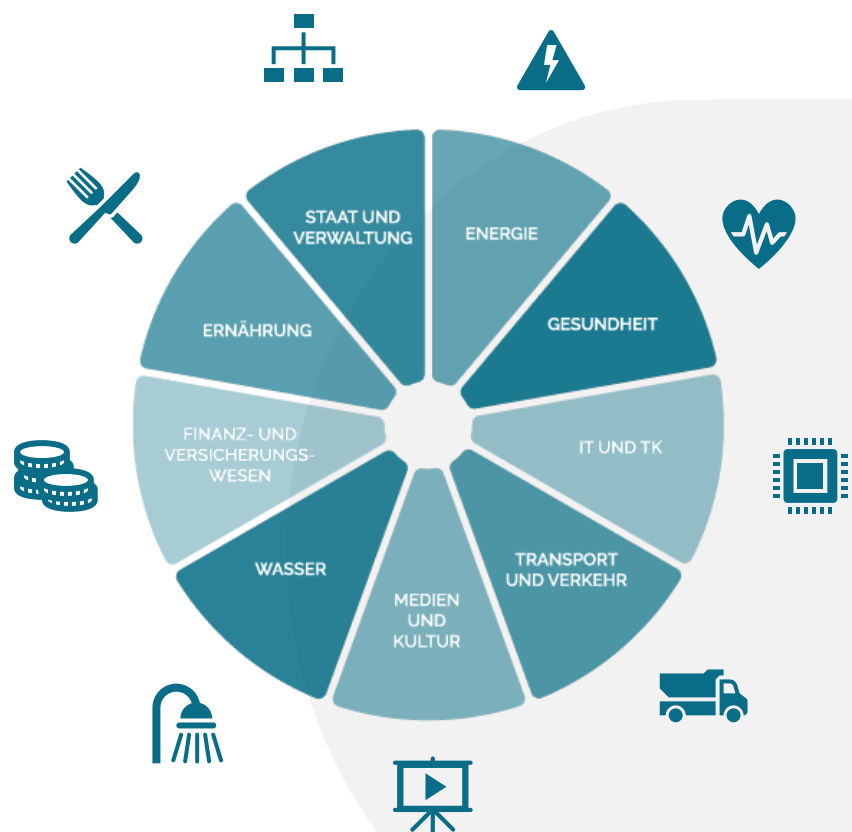 STAAT UND
VERWALTUNG
ENERGIE
GESUNDHEIT
IT UND TK
TRANSPORT
UND VERKEHR
MEDIEN
UND
KULTUR
WASSER
FINANZ- UND
VERSICHERUNGS-
WESEN
ERNÄHRUNG